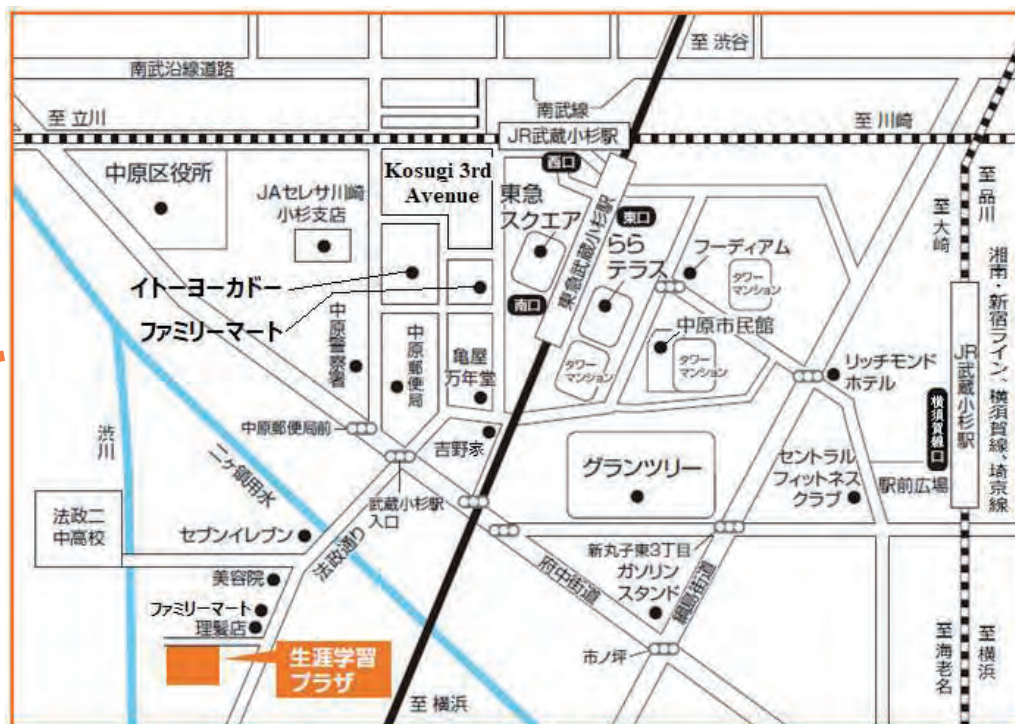 至 渋谷
南武沿線道路
至 立川
南武線
JR武蔵小杉駅
至 川崎
西口
中原区役所
JAセレサ川崎
小杉支店
Kosugi 3rd
Avenue
東急
スクエア
東急武蔵小杉駅
東口
らら
テラス
フーディアム
タワー
マンション
至大崎
至品川
湘南・新宿ライン、横須賀線、埼京線
イトーヨーカドー
ファミリーマート
南口
中原警察署
中原郵便局
亀屋
万年堂
タワー
マンション
中原市民館
タワー
マンション
リッチモンド
ホテル
JR武蔵小杉駅
横須賀線口
中原郵便局前
吉野家
渋川
二ヶ領用水
グランツリー
セントラル
フィットネス
クラブ
駅前広場
武蔵小杉駅
入口
法政二
中高校
セブンイレブン
法政通り
新丸子東3丁目
ガソリン
スタンド
府中街道
綱島街道
美容院
ファミリーマート
理髪店
生涯学習
プラザ
市ノ坪
至 横浜
至海老名
至横浜